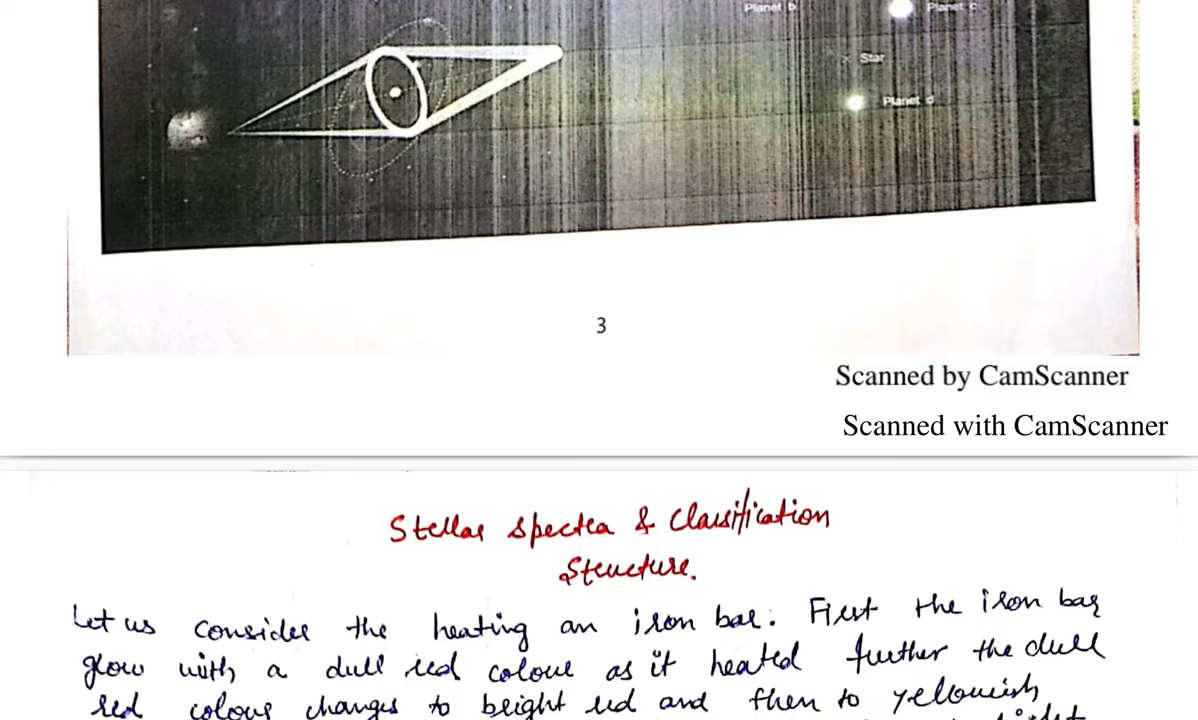 Planet b
Planet c
Star
Planet d
3
Scanned by CamScanner
Scanned with CamScanner
Stellar Spectra & Classification
Structure.
Let us consider the heating an iron bar. First the iron bar
glow with a dull red colour as it heated further the dull
red colour changes to bright red and then to yellowish